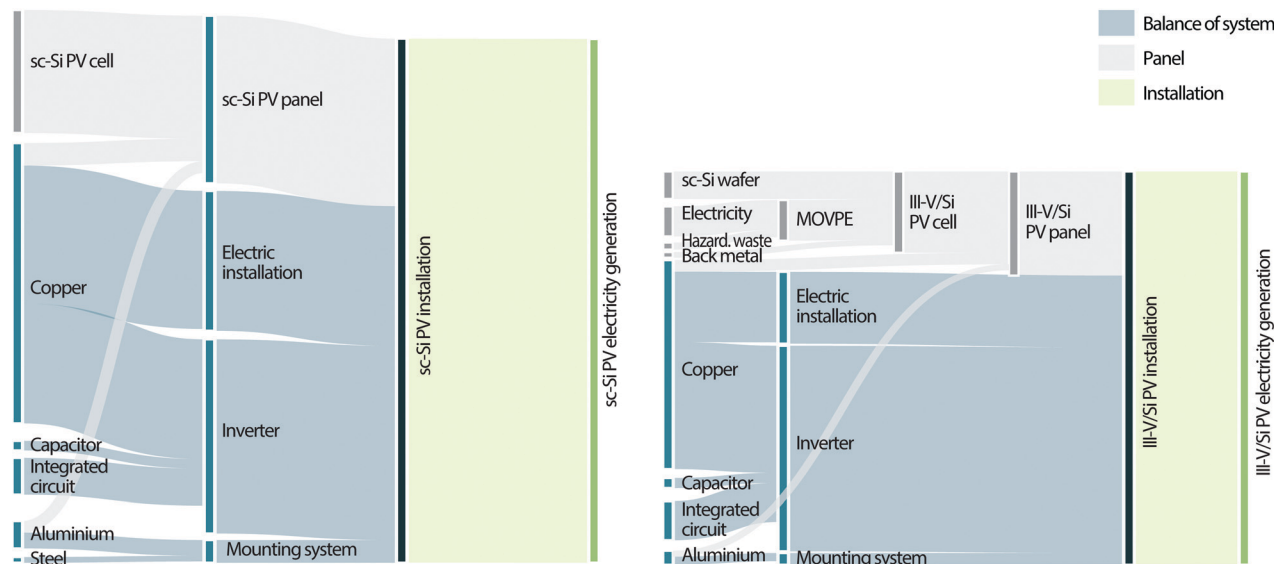 sc-Si PV cell
Copper
Capacitor
Integrated
circuit
Aluminium
Steel
sc-Si PV panel
Electric
installation
Inverter
Mounting system
sc-Si PV installation
sc-Si PV electricity generation
Balance of system
Panel
Installation
sc-Si wafer
Electricity
Hazard. waste
Back metal
Copper
Capacitor
Integrated
circuit
Aluminium
MOVPE
Electric
installation
Inverter
Mounting system
III-V/Si
PV cell
III-V/Si
PV panel
III-V/Si PV installation
III-V/Si PV electricity generation